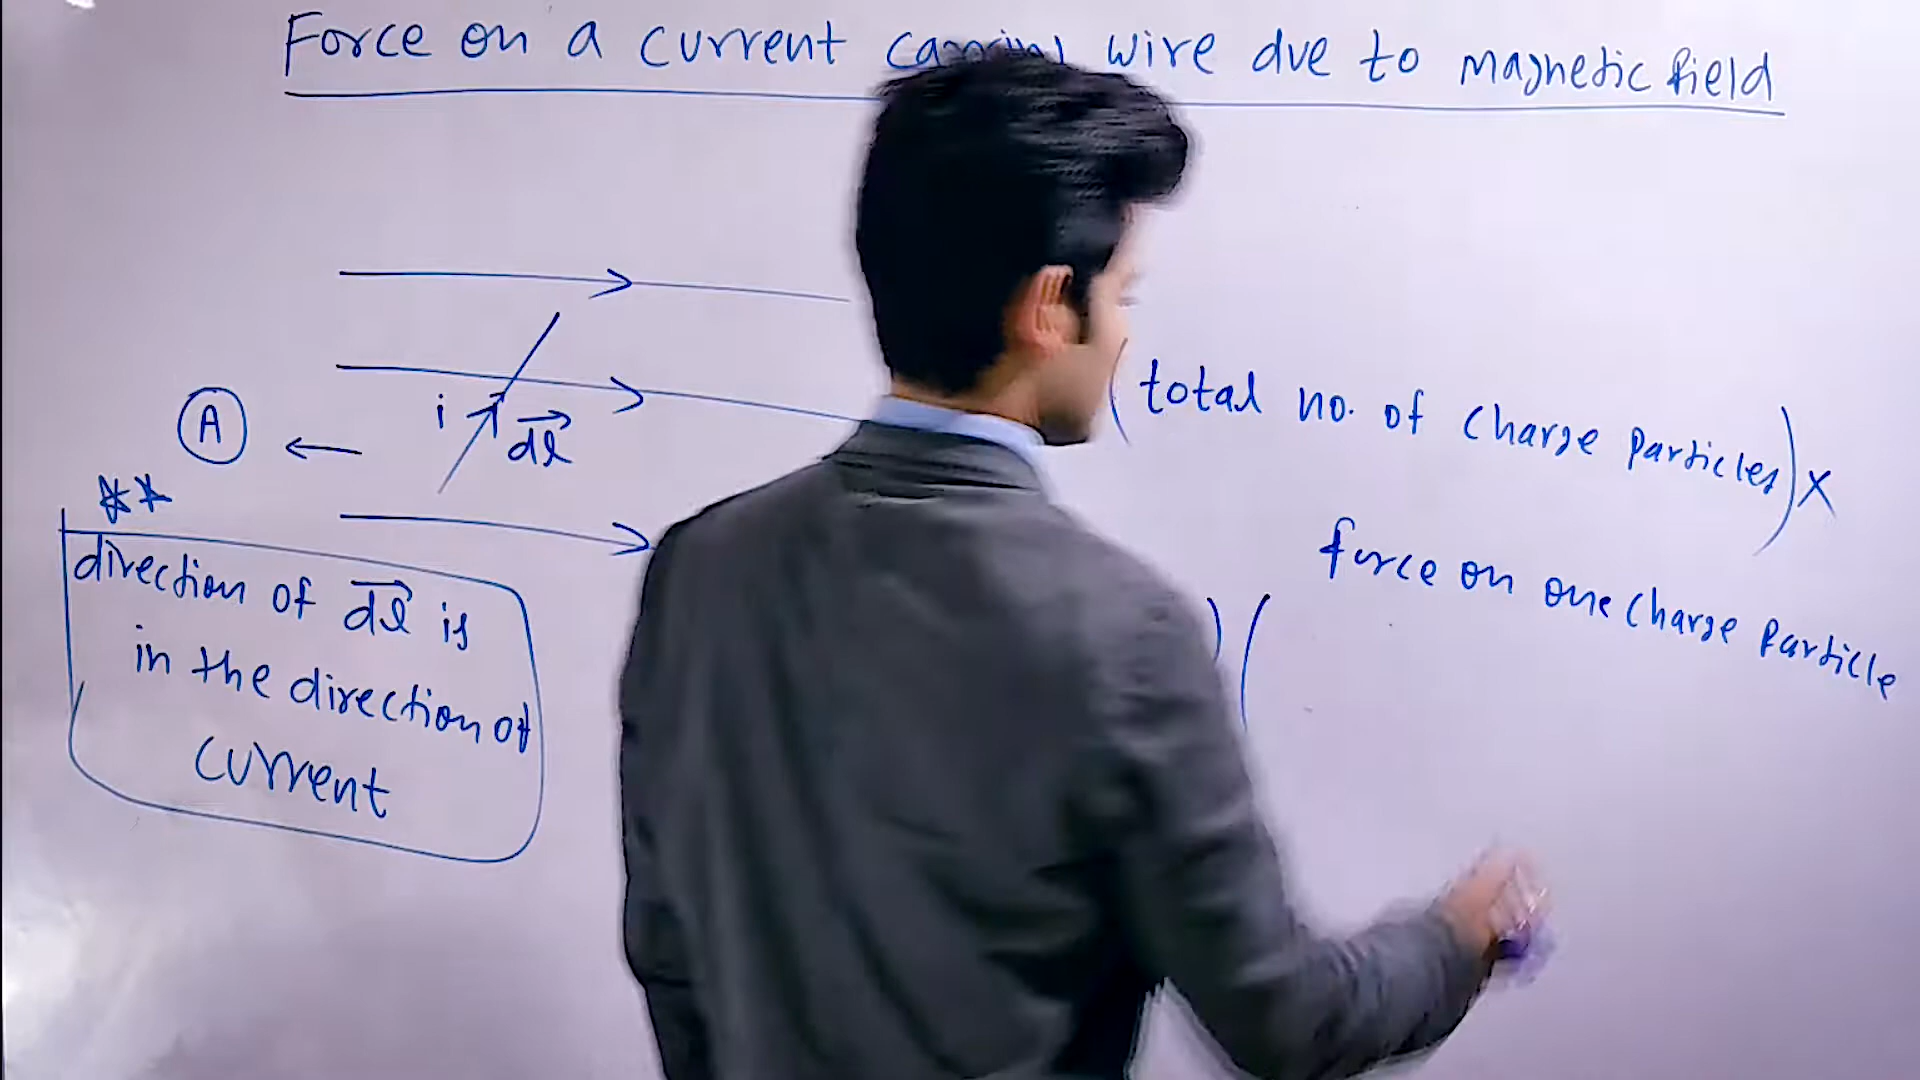 Force on a current carrying wire due to magnetic field
i
dl
A
**
direction of dl is
in the direction of
current
(total no. of charge particles) x
force on one charge particle
) (